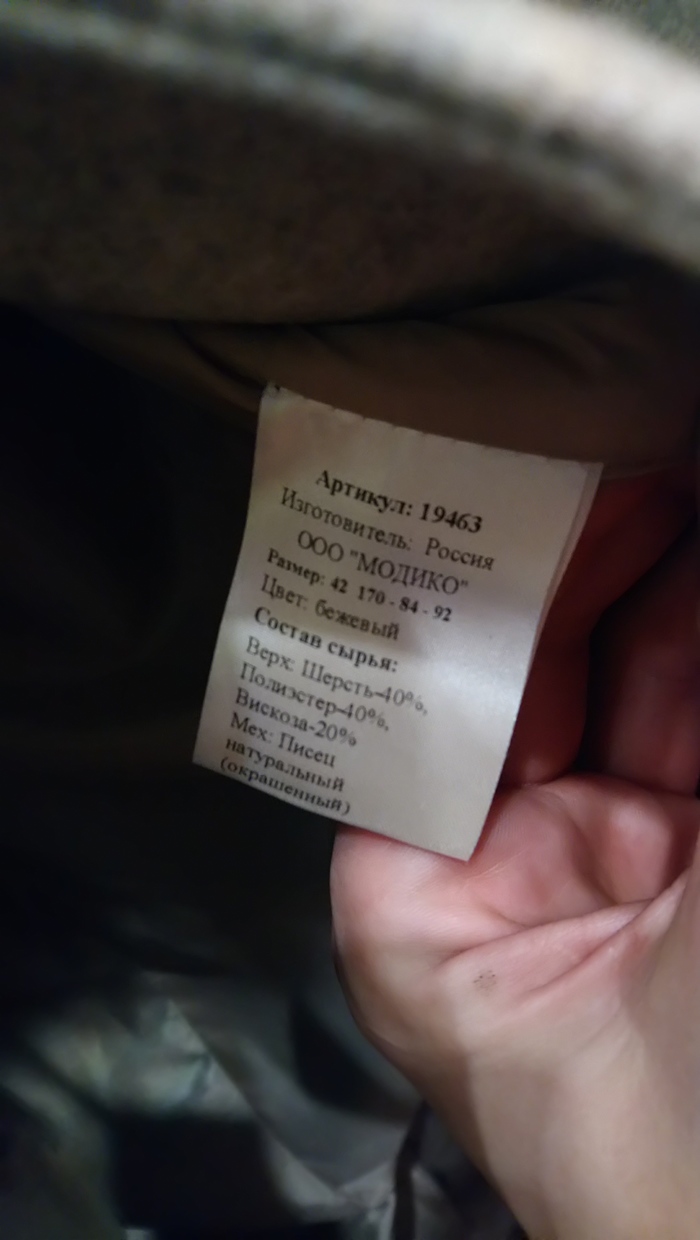 Артикул: 19463
Изготовитель: Россия
ООО "МОДИКО"
Размер: 42 170 - 84 - 92
Цвет: бежевый
Состав сырья:
Верх: Шерсть-40%,
Полиэстер-40%,
Вискоза-20%
Мех: Писец
натуральный
(окрашенный)